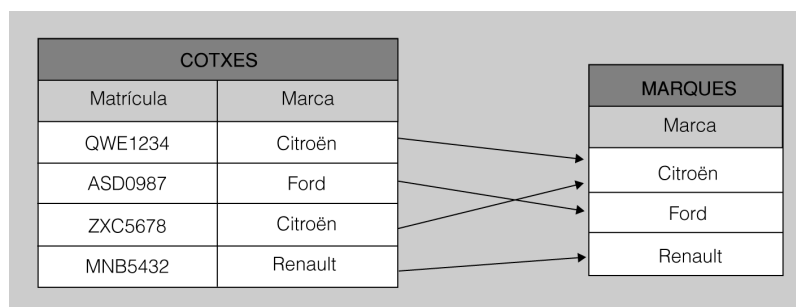 COTXES
Matrícula Marca
QWE1234 Citroën
ASD0987 Ford
ZXC5678 Citroën
MNB5432 Renault
MARQUES
Marca
Citroën
Ford
Renault